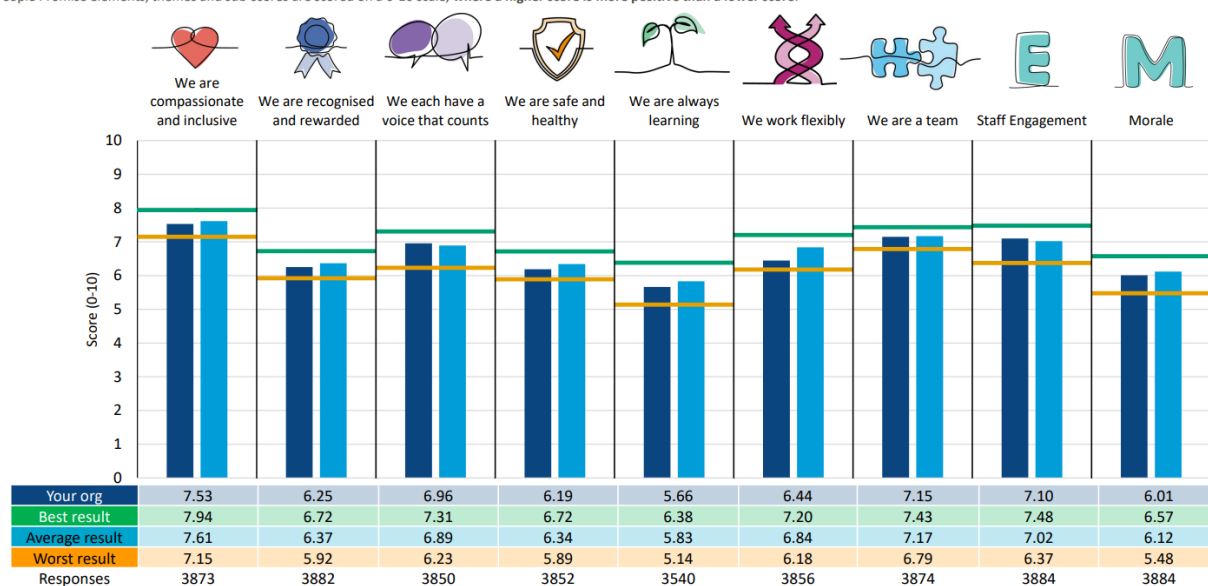 We are
compassionate
and inclusive
We are recognised
and rewarded
We each have a
voice that counts
We are safe and
healthy
We are always
learning
We work flexibly
We are a team
E
Staff Engagement
M
Morale
Score (0-10)
10
9
8
7
6
5
4
3
2
1
0
Your org 7.53 6.25 6.96 6.19 5.66 6.44 7.15 7.10 6.01
Best result 7.94 6.72 7.31 6.72 6.38 7.20 7.43 7.48 6.57
Average result 7.61 6.37 6.89 6.34 5.83 6.84 7.17 7.02 6.12
Worst result 7.15 5.92 6.23 5.89 5.14 6.18 6.79 6.37 5.48
Responses 3873 3882 3850 3852 3540 3856 3874 3884 3884